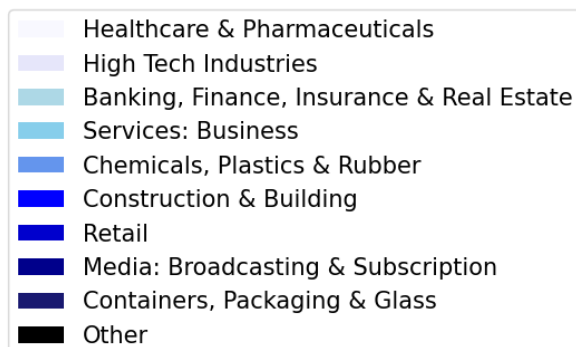 Healthcare & Pharmaceuticals
High Tech Industries
Banking, Finance, Insurance & Real Estate
Services: Business
Chemicals, Plastics & Rubber
Construction & Building
Retail
Media: Broadcasting & Subscription
Containers, Packaging & Glass
Other